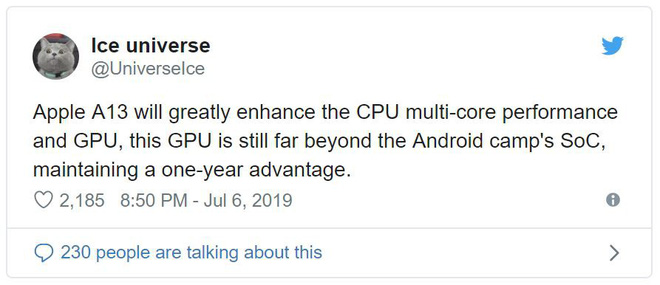 Ice universe
@UniverseIce
Apple A13 will greatly enhance the CPU multi-core performance
and GPU, this GPU is still far beyond the Android camp's SoC,
maintaining a one-year advantage.
2,185 8:50 PM - Jul 6, 2019
230 people are talking about this